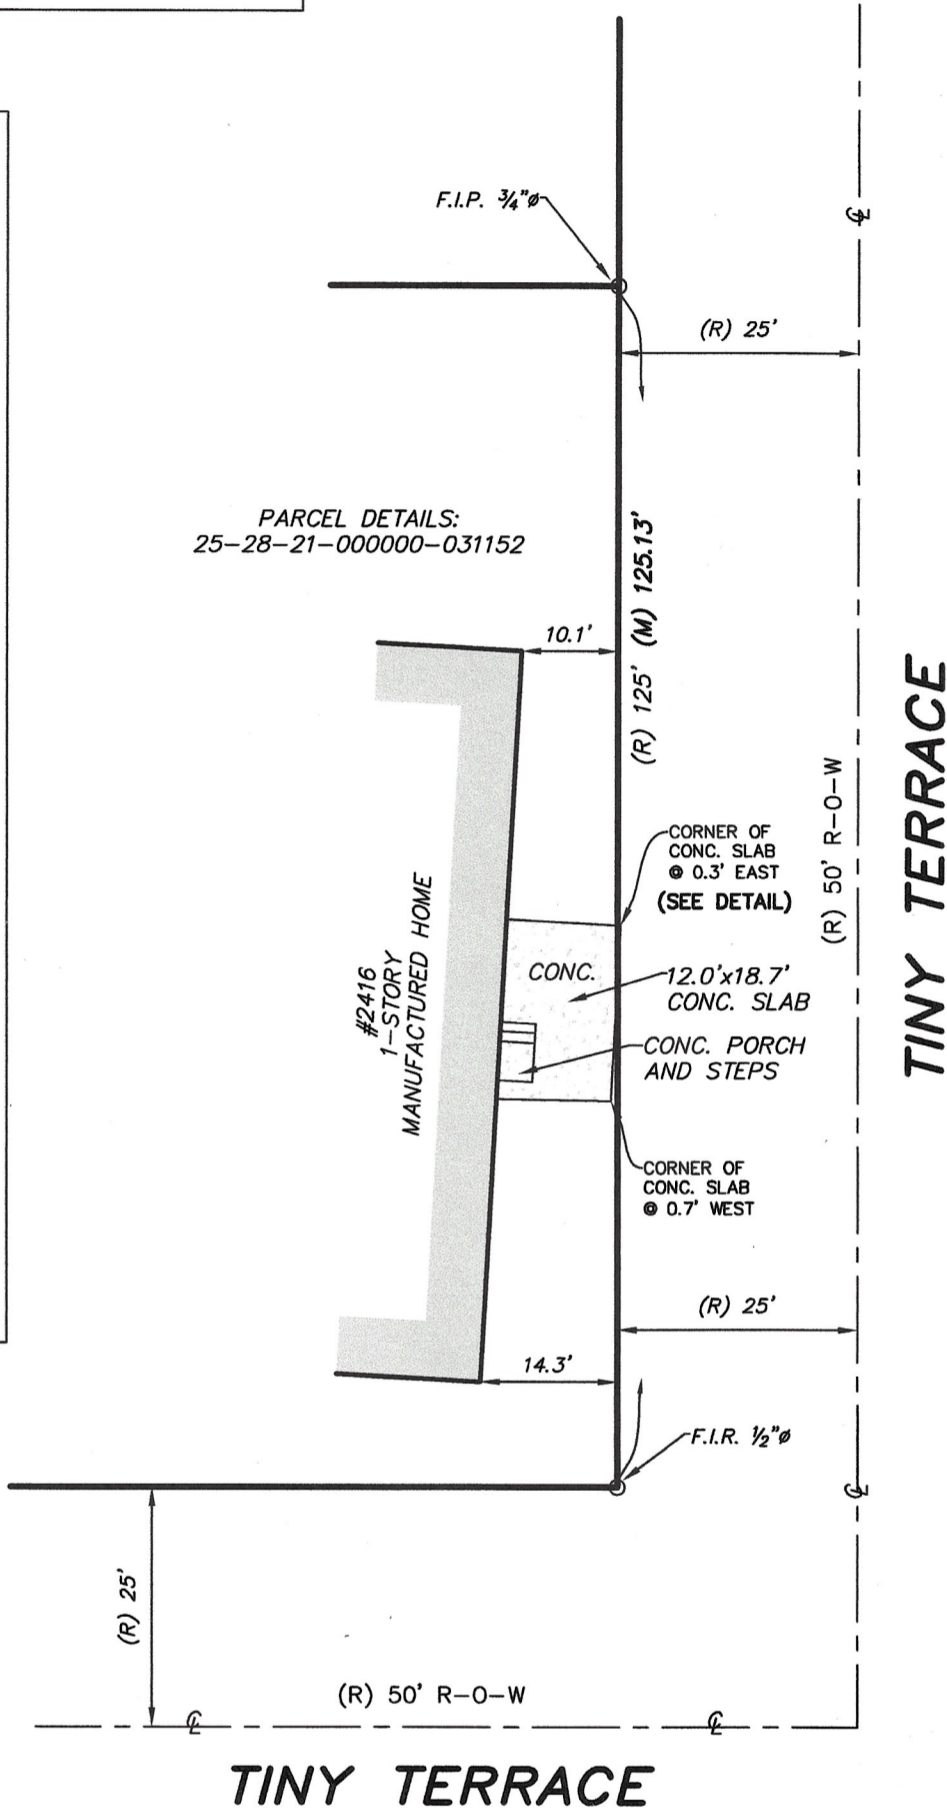 F.I.P. ¾"ø
℄
(R) 25'
PARCEL DETAILS:
25-28-21-000000-031152
(R) 125' (M) 125.13'
10.1'
TINY TERRACE
(R) 50' R-O-W
CORNER OF
CONC. SLAB
@ 0.3' EAST
(SEE DETAIL)
#2416
1-STORY
MANUFACTURED HOME
CONC.
12.0'x18.7'
CONC. SLAB
CONC. PORCH
AND STEPS
CORNER OF
CONC. SLAB
@ 0.7' WEST
(R) 25'
14.3'
F.I.R. ½"ø
℄
(R) 25'
(R) 50' R-O-W
℄
℄
TINY TERRACE